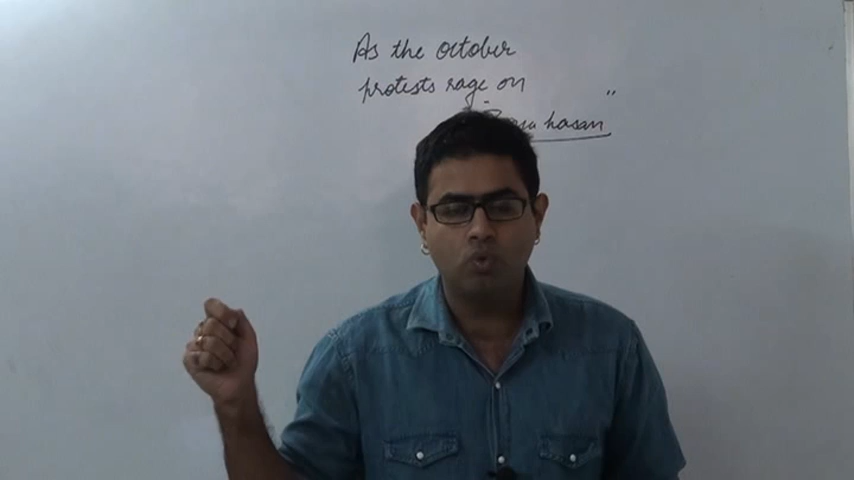 As the october
protests rage on
hasan "